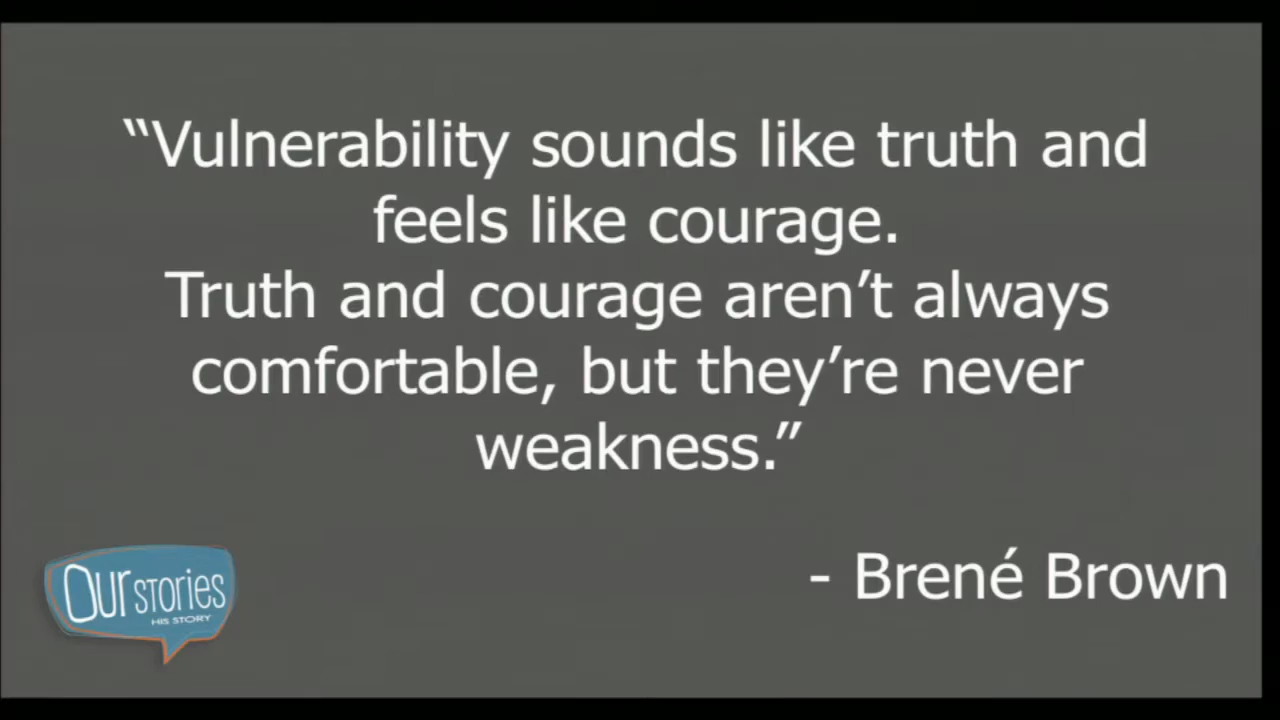 “Vulnerability sounds like truth and
feels like courage.
Truth and courage aren’t always
comfortable, but they’re never
weakness.”
- Brené Brown
Our STORIES
HIS STORY